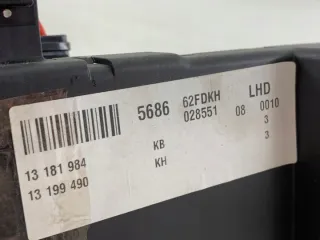 5686 62FDKH LHD
028551 08 0010
3
KB 3
13 181 984 KH
13 199 490